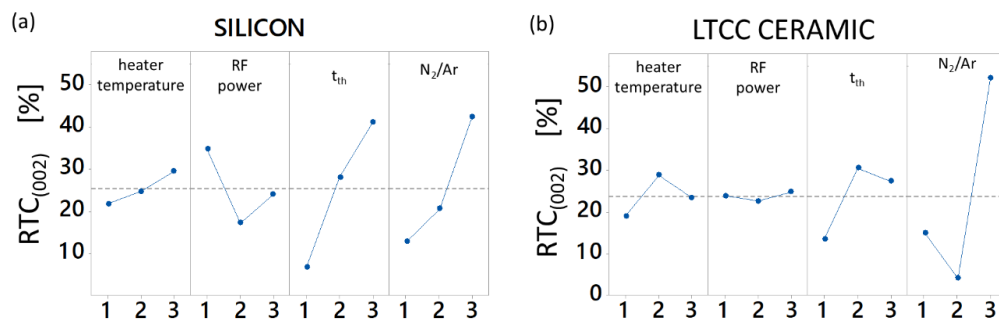 (a)
SILICON
heater
temperature
RF
power
t_th
N₂/Ar
RTC₍₀₀₂₎ [%]
50
40
30
20
10
1 2 3 1 2 3 1 2 3 1 2 3
(b)
LTCC CERAMIC
heater
temperature
RF
power
t_th
N₂/Ar
RTC₍₀₀₂₎ [%]
50
40
30
20
10
0
1 2 3 1 2 3 1 2 3 1 2 3